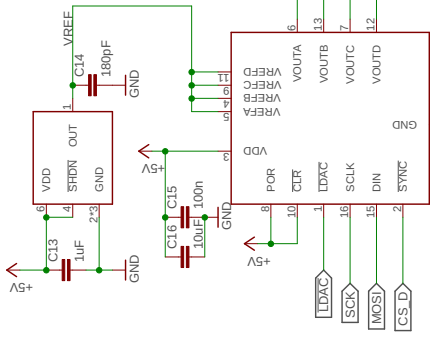 VREF
C14
180pF
GND
1
OUT
VDD
SHDN
GND
6
4
2*3
C13
1uF
GND
+5V
6
13
7
12
VOUTA
VOUTB
VOUTC
VOUTD
11
VREFD
9
VREFC
4
VREFB
5
VREFA
GND
3
VDD
+5V
C15
100n
C16
10uF
GND
POR
CLR
LDAC
SCLK
DIN
SYNC
8
10
1
16
15
2
+5V
LDAC
SCK
MOSI
CS_D